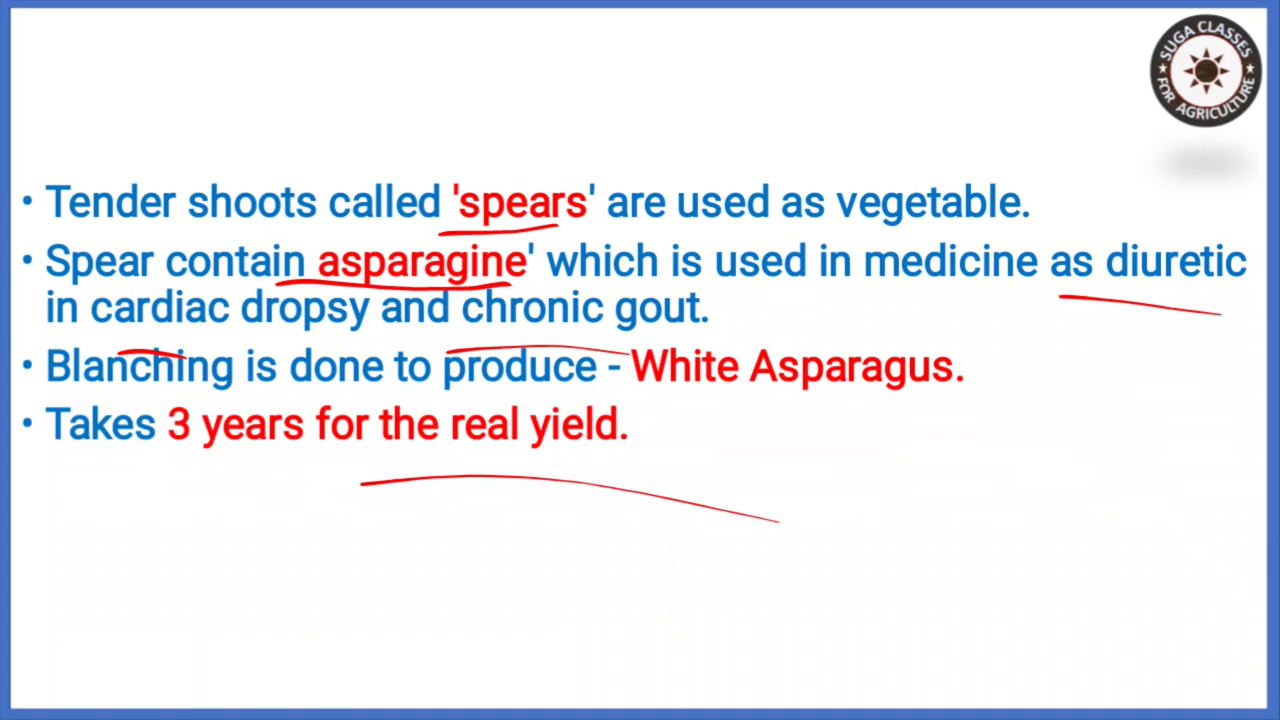 SUGA CLASSES
FOR AGRICULTURE
• Tender shoots called 'spears' are used as vegetable.
• Spear contain asparagine' which is used in medicine as diuretic
in cardiac dropsy and chronic gout.
• Blanching is done to produce - White Asparagus.
• Takes 3 years for the real yield.